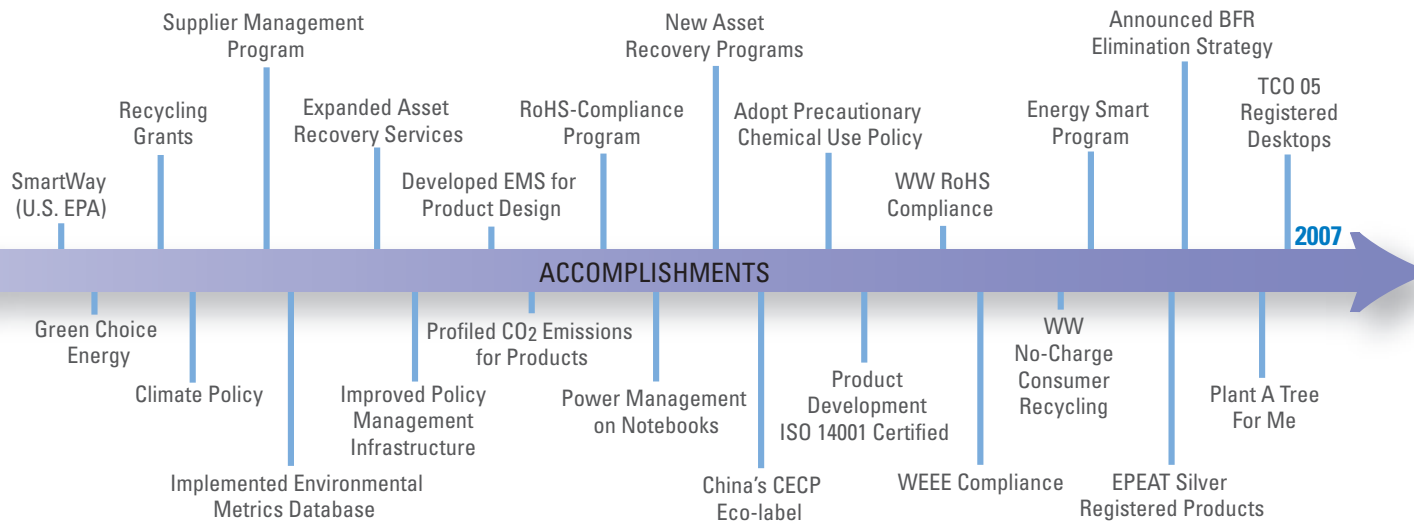 SmartWay
(U.S. EPA)
Recycling
Grants
Supplier Management
Program
Expanded Asset
Recovery Services
Developed EMS for
Product Design
RoHS-Compliance
Program
New Asset
Recovery Programs
Adopt Precautionary
Chemical Use Policy
WW RoHS
Compliance
Energy Smart
Program
Announced BFR
Elimination Strategy
TCO 05
Registered
Desktops
2007
ACCOMPLISHMENTS
Green Choice
Energy
Climate Policy
Implemented Environmental
Metrics Database
Improved Policy
Management
Infrastructure
Profiled CO2 Emissions
for Products
Power Management
on Notebooks
China's CECP
Eco-label
Product
Development
ISO 14001 Certified
WEEE Compliance
WW
No-Charge
Consumer
Recycling
EPEAT Silver
Registered Products
Plant A Tree
For Me